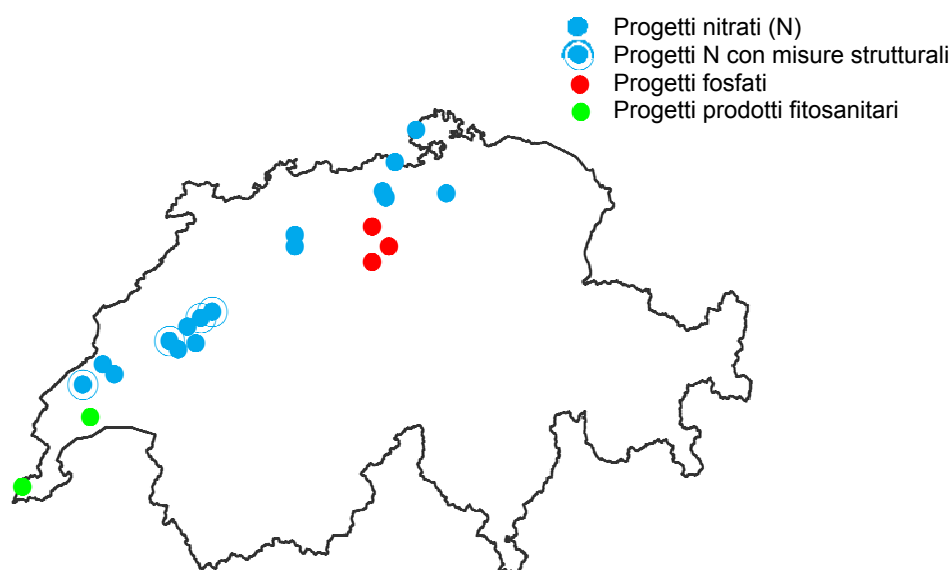 Progetti nitrati (N)
Progetti N con misure strutturali
Progetti fosfati
Progetti prodotti fitosanitari